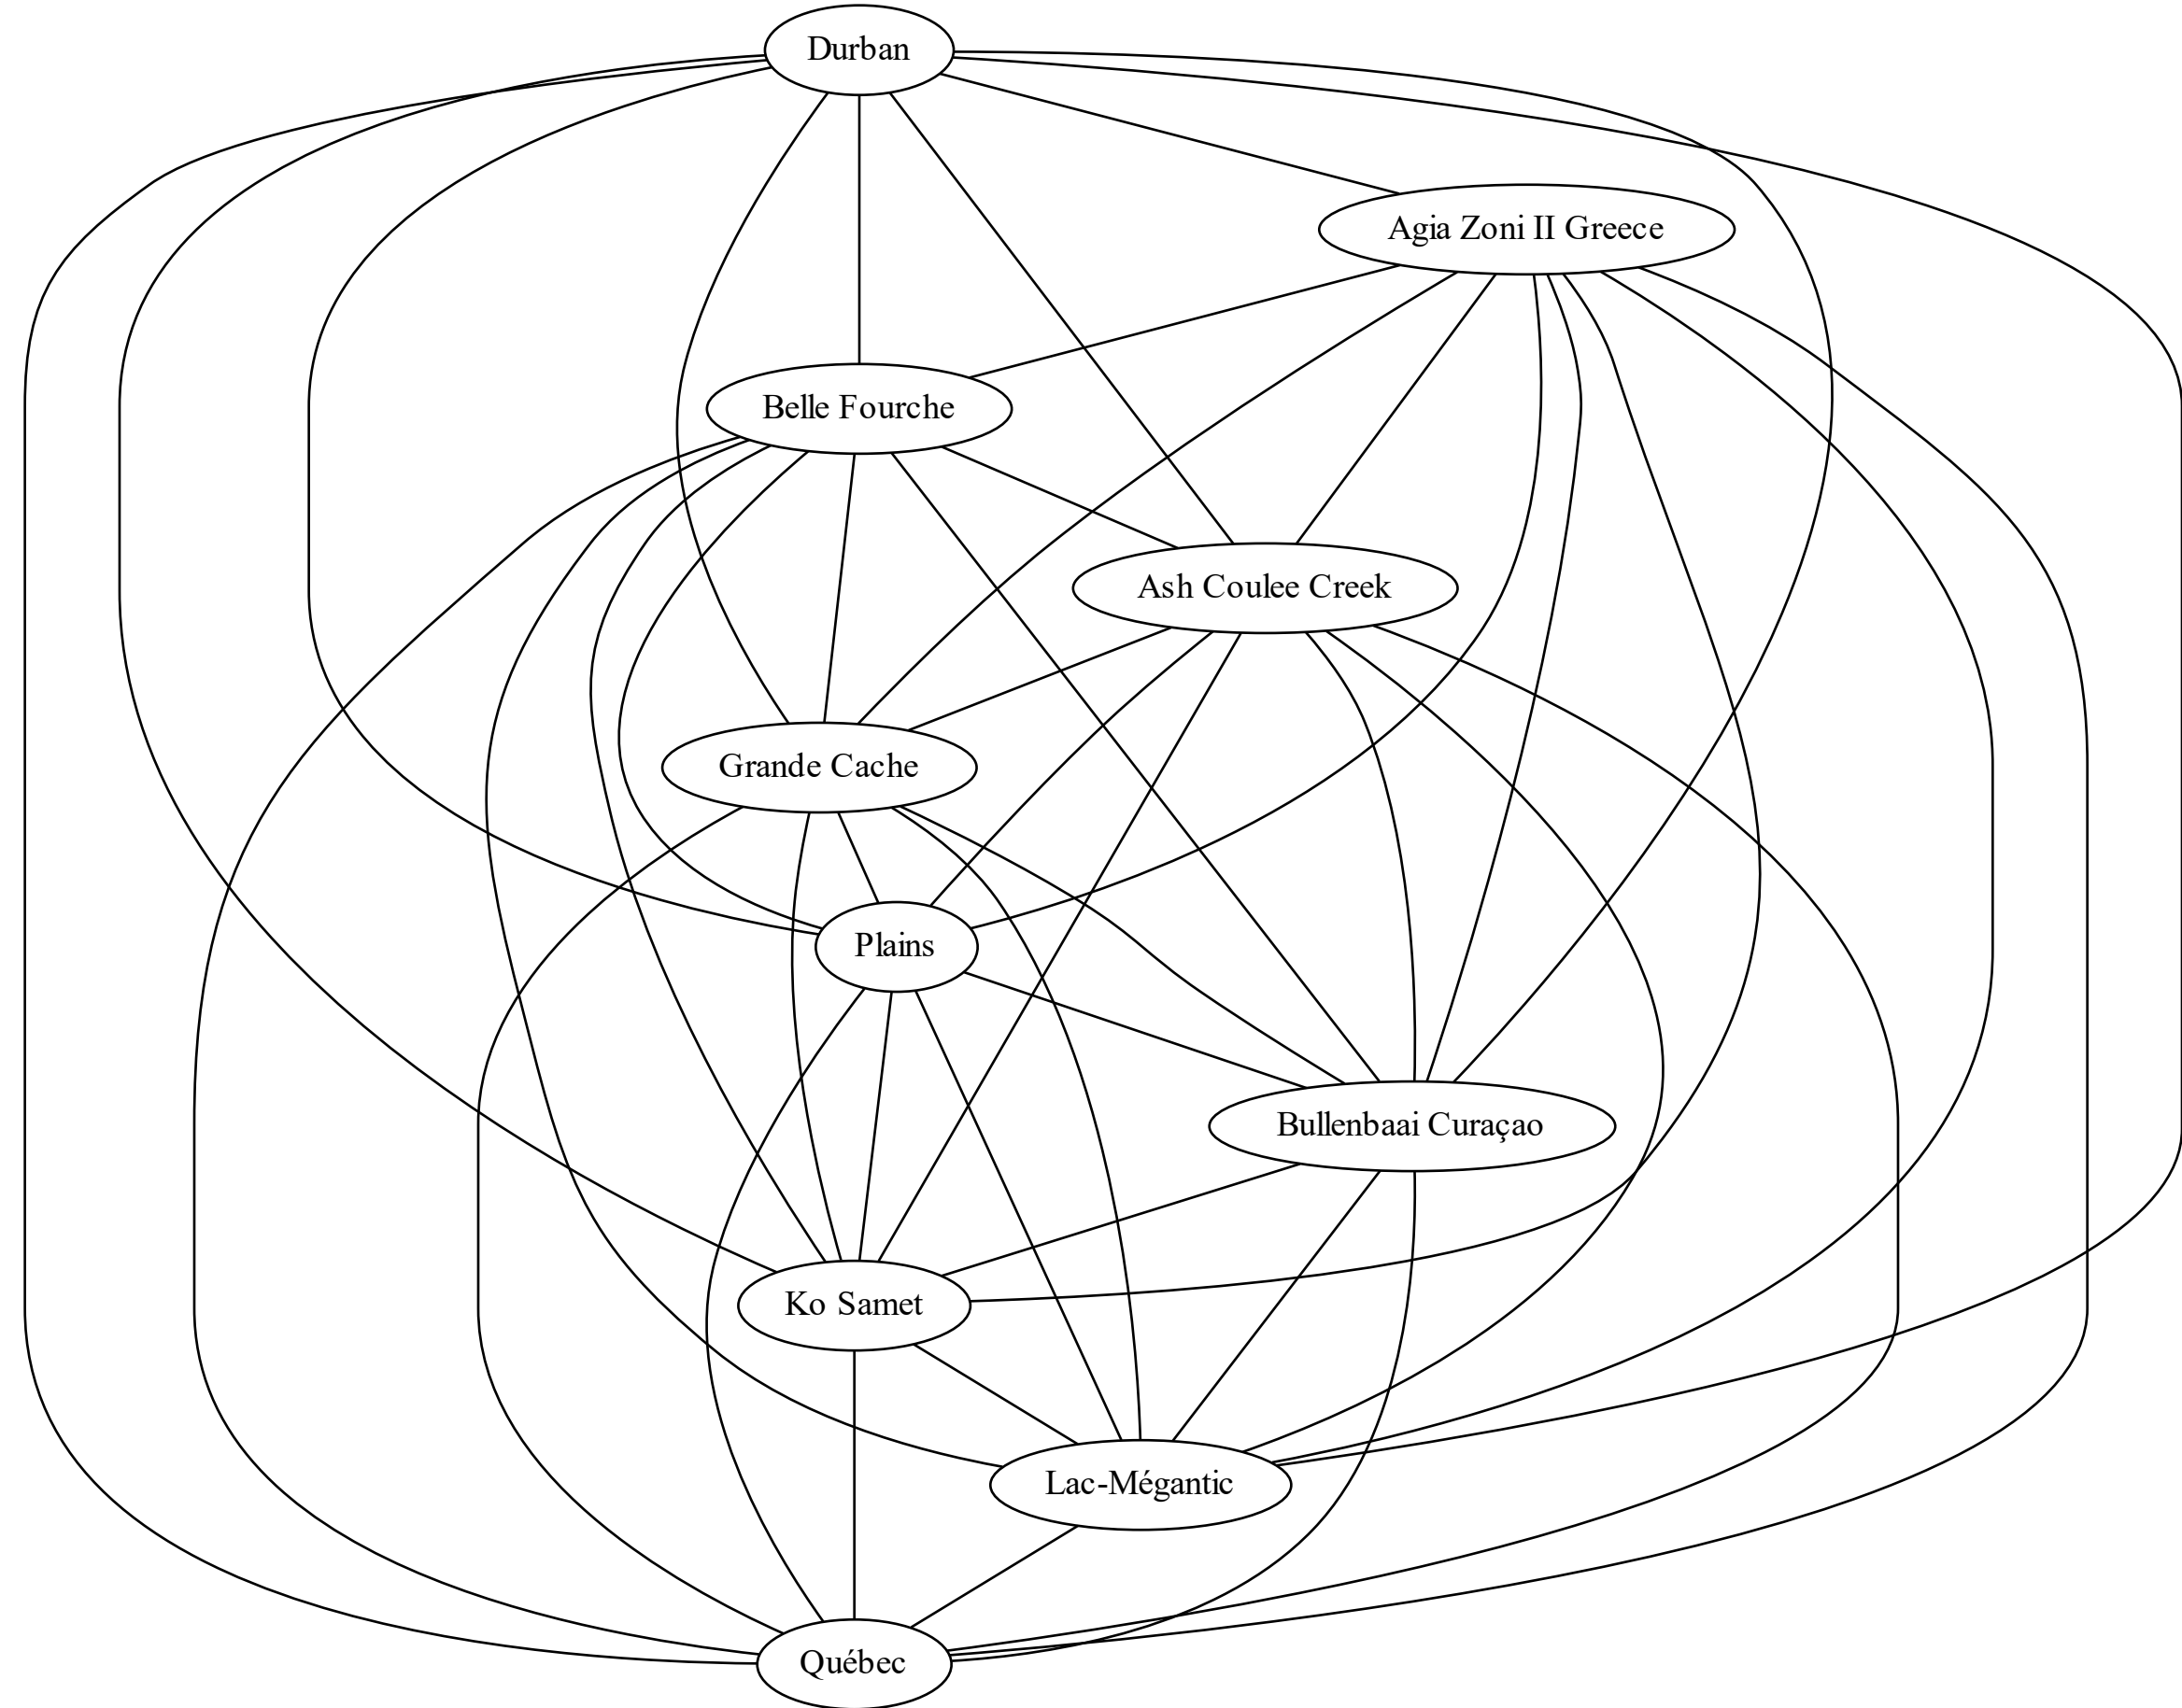 Durban
Agia Zoni II Greece
Belle Fourche
Ash Coulee Creek
Grande Cache
Plains
Bullenbaai Curaçao
Ko Samet
Lac-Mégantic
Québec